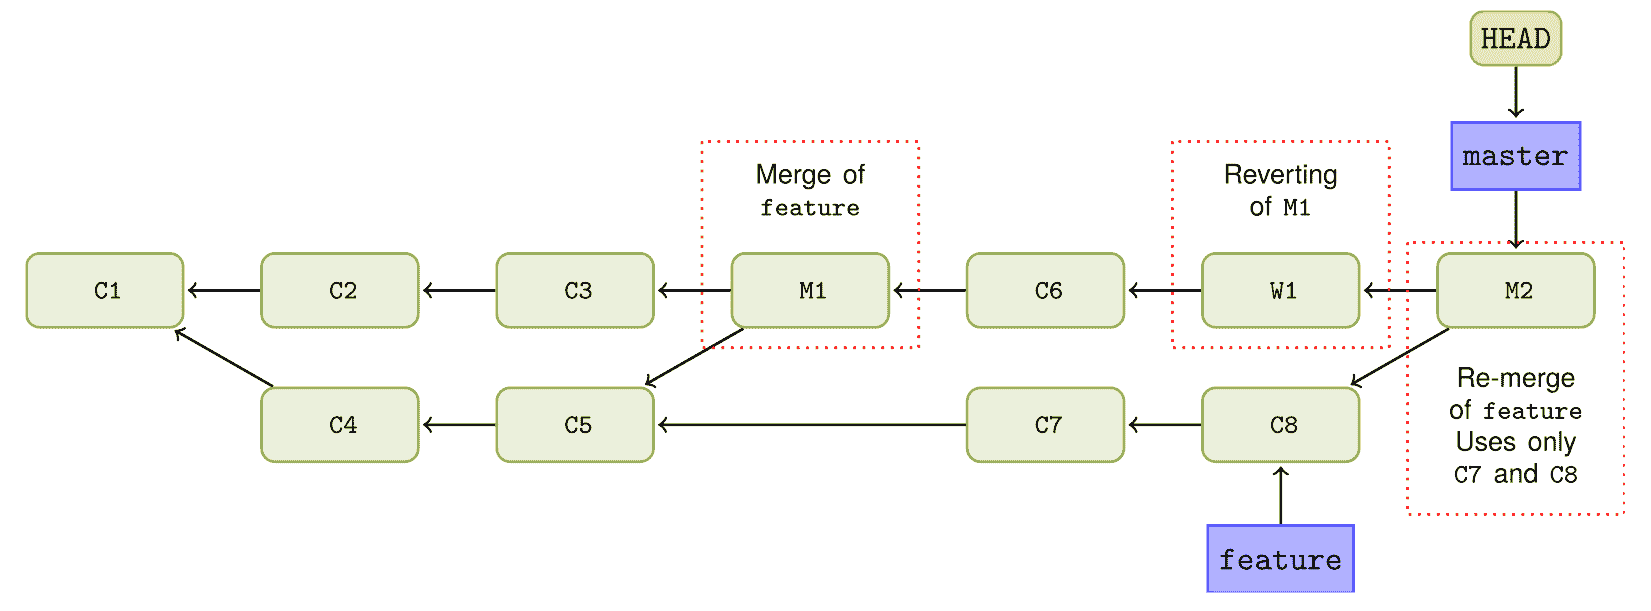 HEAD
master
Merge of
feature
Reverting
of M1
C1
C2
C3
M1
C6
W1
M2
Re-merge
of feature
Uses only
C7 and C8
C4
C5
C7
C8
feature